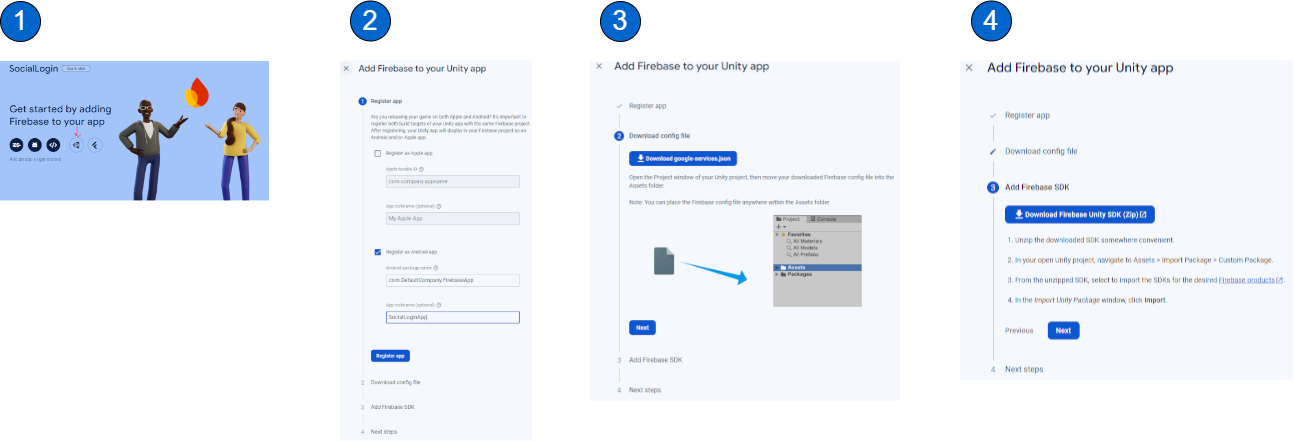 1
2
3
4
SocialLogin
Get started by adding
Firebase to your app
iOS+
</>
Add an app to get started
× Add Firebase to your Unity app
1 Register app
Are you releasing your game on both Apple and Android? It's important to
register both build targets of your Unity app with the same Firebase project.
After registering, your Unity app will display in your Firebase project as an
Android and/or Apple app.
Register as Apple app
Apple bundle ID
com.company.appname
App nickname (optional)
My Apple App
Register as Android app
Android package name
com.DefaultCompany.FirebaseApp
App nickname (optional)
SocialLoginApp
Register app
2 Download config file
3 Add Firebase SDK
4 Next steps
× Add Firebase to your Unity app
Register app
2 Download config file
Download google-services.json
Open the Project window of your Unity project, then move your downloaded Firebase config file into the
Assets folder.
Note: You can place the Firebase config file anywhere within the Assets folder.
Project Console
+
Favorites
All Materials
All Models
All Prefabs
Assets
Packages
Next
3 Add Firebase SDK
4 Next steps
× Add Firebase to your Unity app
Register app
Download config file
3 Add Firebase SDK
Download Firebase Unity SDK (Zip)
1. Unzip the downloaded SDK somewhere convenient.
2. In your open Unity project, navigate to Assets > Import Package > Custom Package.
3. From the unzipped SDK, select to import the SDKs for the desired Firebase products.
4. In the Import Unity Package window, click Import.
Previous Next
4 Next steps